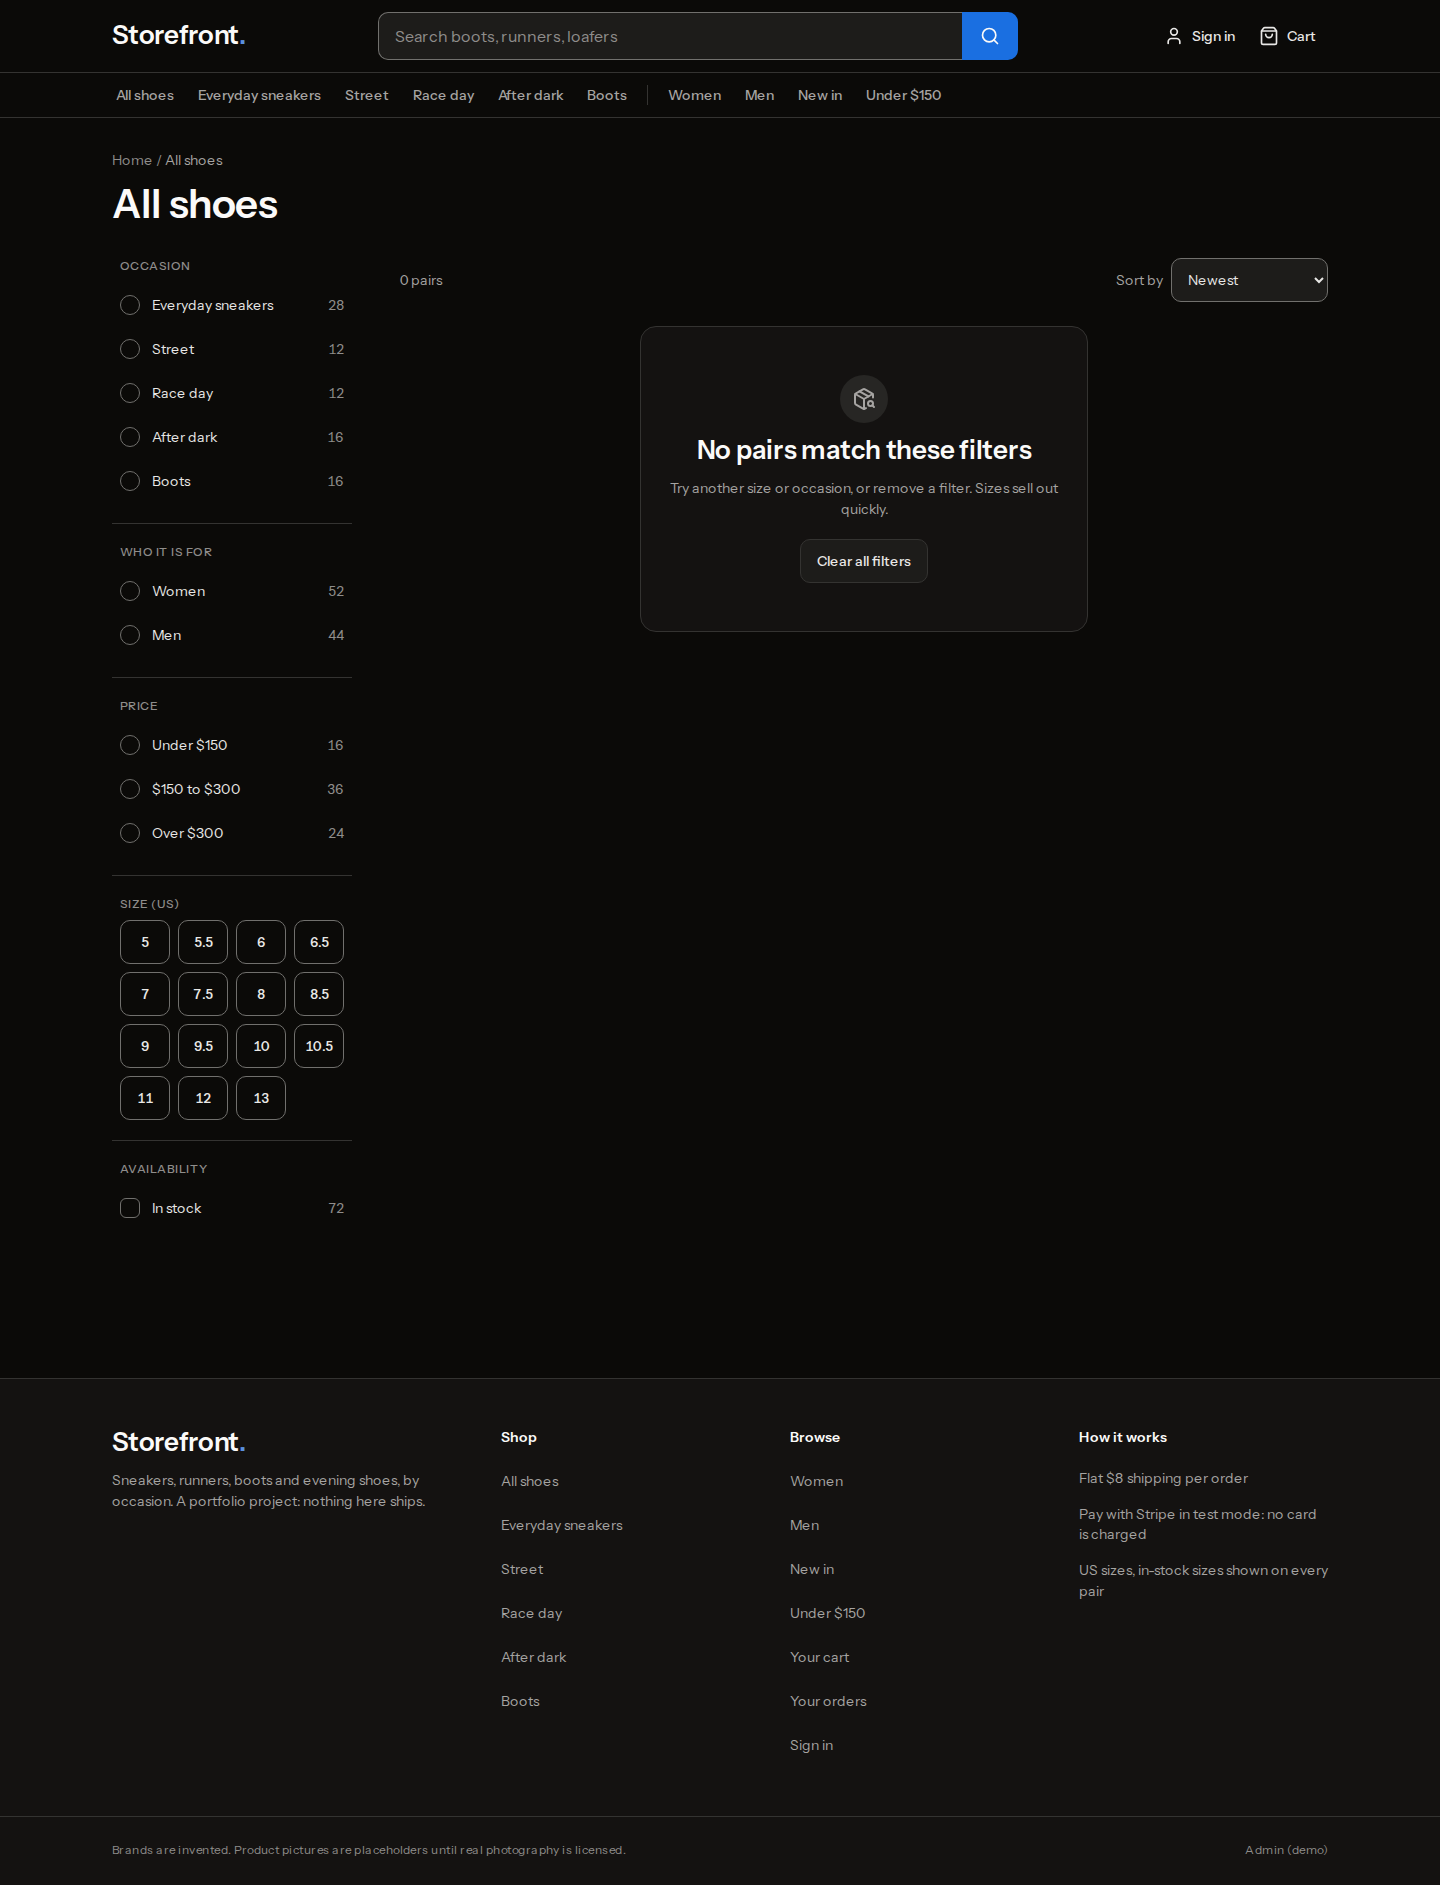 Storefront.
Search boots, runners, loafers
Sign in
Cart
All shoes
Everyday sneakers
Street
Race day
After dark
Boots
Women
Men
New in
Under $150
Home / All shoes
All shoes
OCCASION
Everyday sneakers 28
Street 12
Race day 12
After dark 16
Boots 16
WHO IT IS FOR
Women 52
Men 44
PRICE
Under $150 16
$150 to $300 36
Over $300 24
SIZE (US)
5 5.5 6 6.5
7 7.5 8 8.5
9 9.5 10 10.5
11 12 13
AVAILABILITY
In stock 72
0 pairs
Sort by Newest
No pairs match these filters
Try another size or occasion, or remove a filter. Sizes sell out
quickly.
Clear all filters
Storefront.
Sneakers, runners, boots and evening shoes, by
occasion. A portfolio project: nothing here ships.
Shop
All shoes
Everyday sneakers
Street
Race day
After dark
Boots
Browse
Women
Men
New in
Under $150
Your cart
Your orders
Sign in
How it works
Flat $8 shipping per order
Pay with Stripe in test mode: no card
is charged
US sizes, in-stock sizes shown on every
pair
Brands are invented. Product pictures are placeholders until real photography is licensed.
Admin (demo)